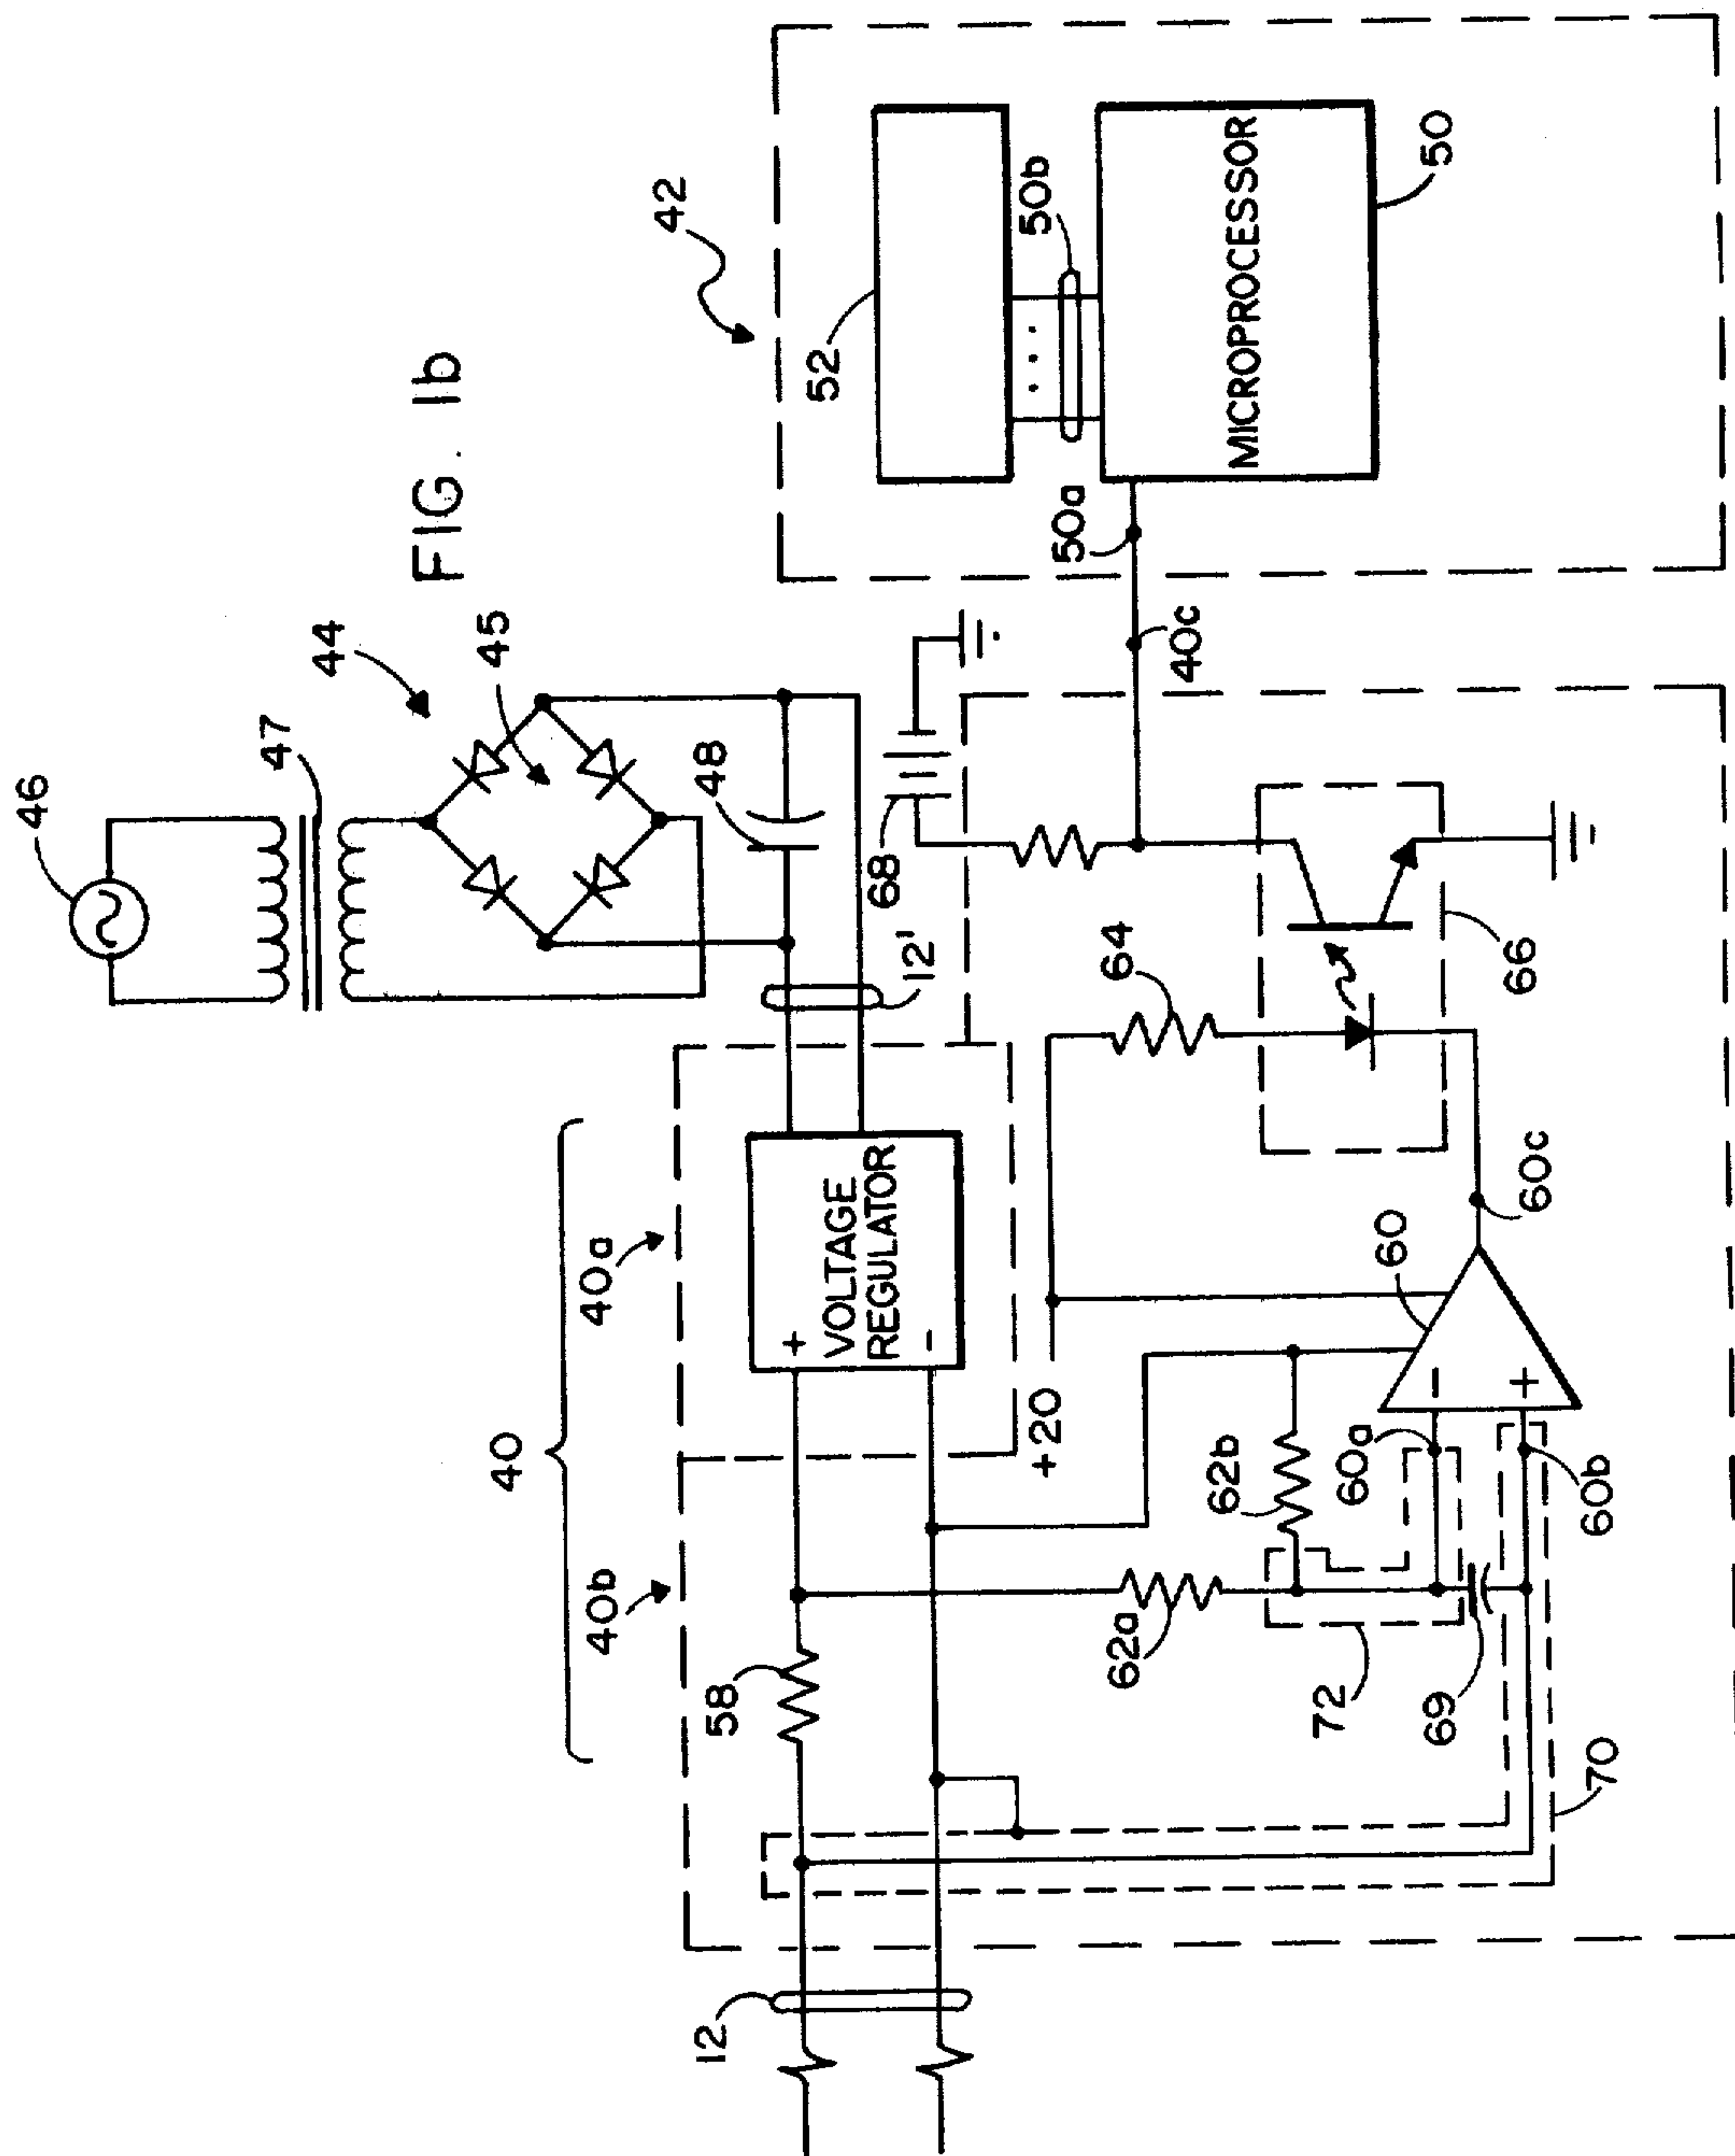 FIG. 1b
46
47
44
45
48
12'
68
40
40a
40b
VOLTAGE
REGULATOR
+
-
58
12
+20
62a
62b
72
69
70
60a
60b
60
-
+
60c
64
66
40c
42
52
50a
50b
MICROPROCESSOR
50